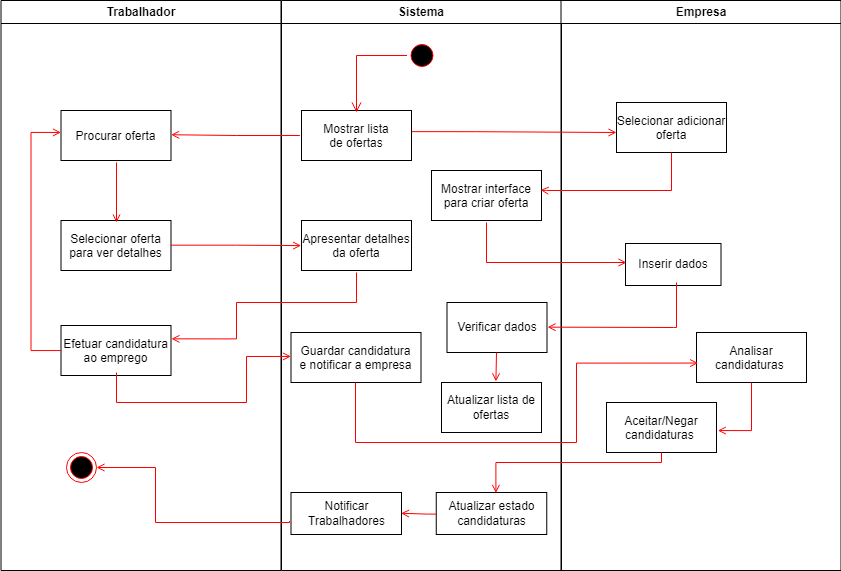 Trabalhador
Sistema
Empresa
Procurar oferta
Mostrar lista
de ofertas
Selecionar adicionar
oferta
Mostrar interface
para criar oferta
Selecionar oferta
para ver detalhes
Apresentar detalhes
da oferta
Inserir dados
Verificar dados
Efetuar candidatura
ao emprego
Guardar candidatura
e notificar a empresa
Analisar
candidaturas
Atualizar lista de
ofertas
Aceitar/Negar
candidaturas
Notificar
Trabalhadores
Atualizar estado
candidaturas